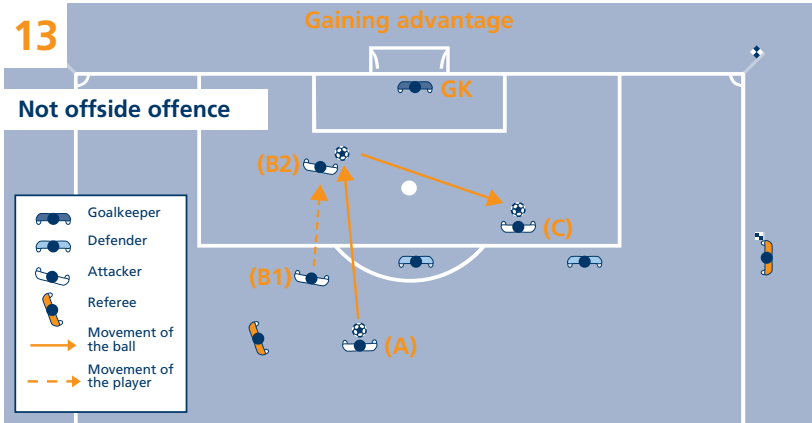 13
Gaining advantage
GK
Not offside offence
(B2)
(C)
(B1)
(A)
Goalkeeper
Defender
Attacker
Referee
Movement of
the ball
Movement of
the player